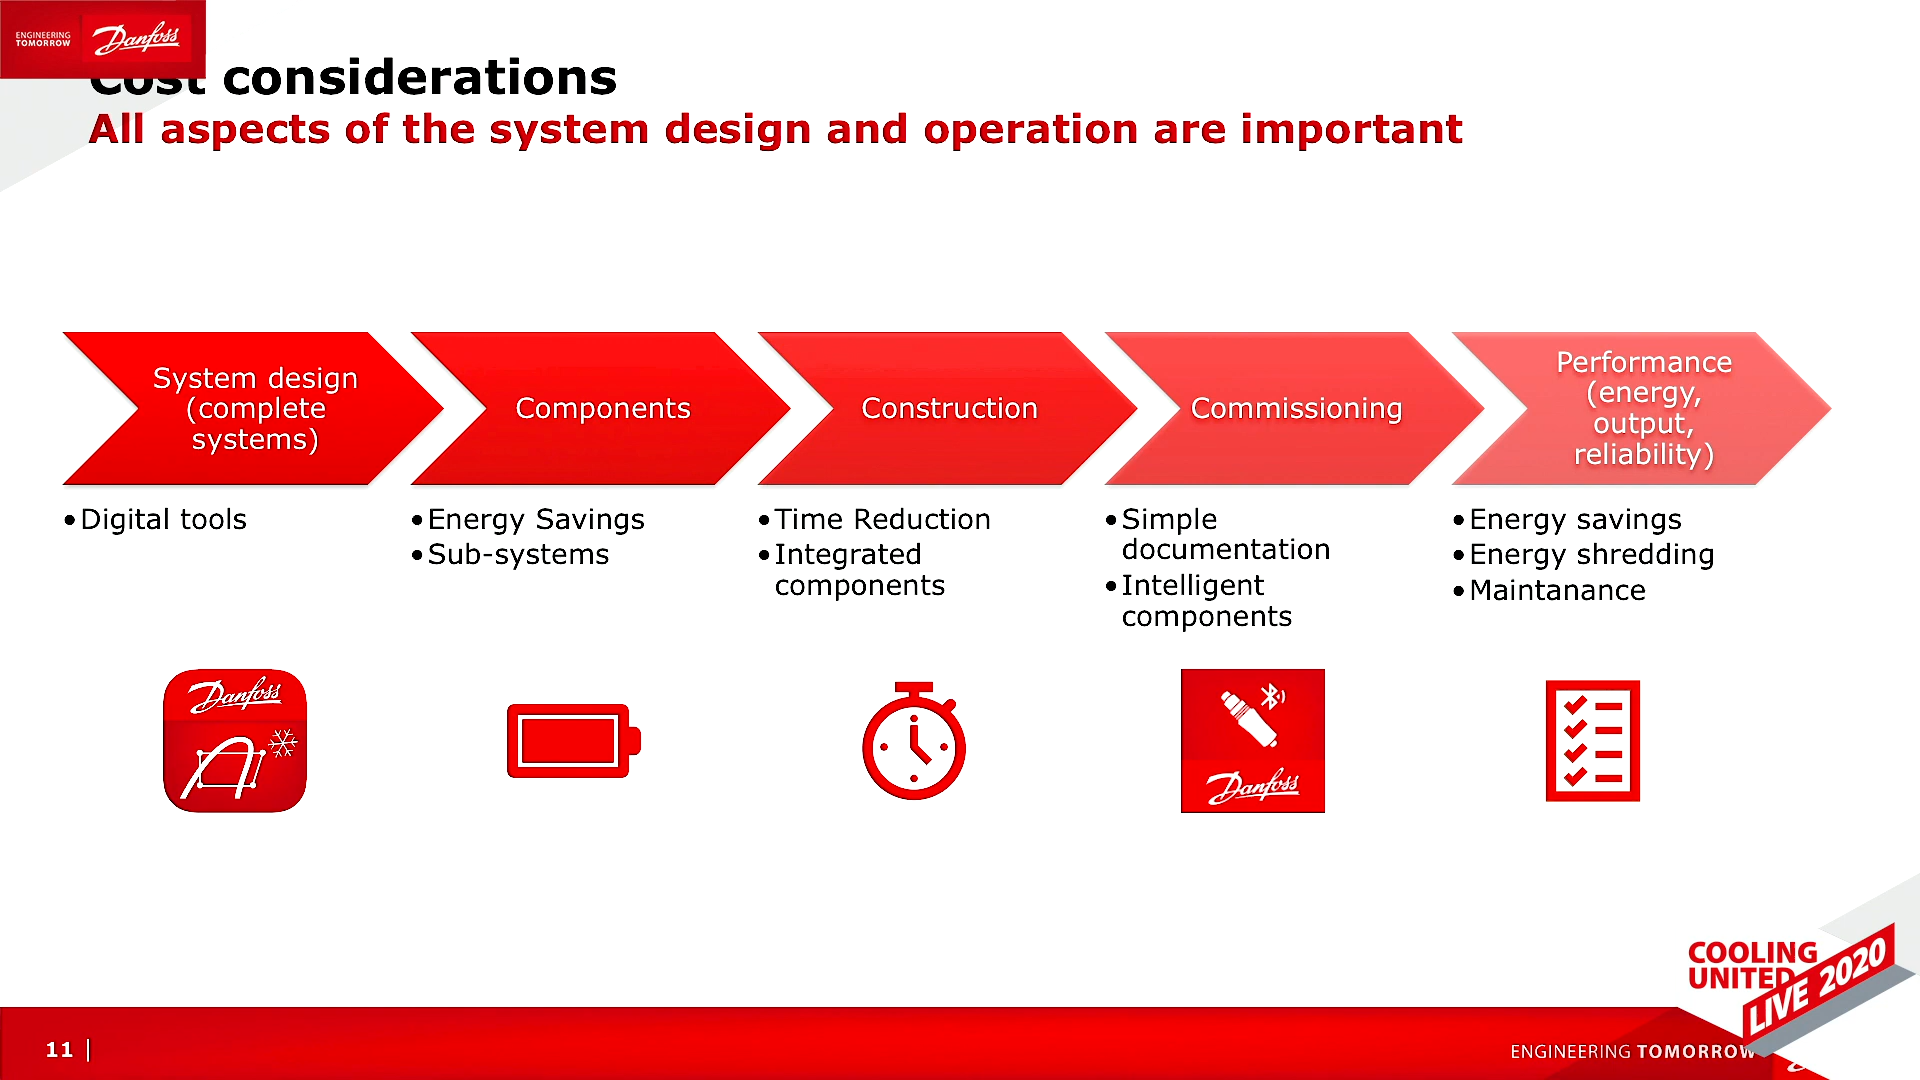 ENGINEERING
TOMORROW
Danfoss
Cost considerations
All aspects of the system design and operation are important
System design
(complete
systems)
Components
Construction
Commissioning
Performance
(energy,
output,
reliability)
•Digital tools
•Energy Savings
•Sub-systems
•Time Reduction
•Integrated
components
•Simple
documentation
•Intelligent
components
•Energy savings
•Energy shredding
•Maintanance
Danfoss
Danfoss
COOLING
UNITED
LIVE 2020
11 |
ENGINEERING TOMORROW